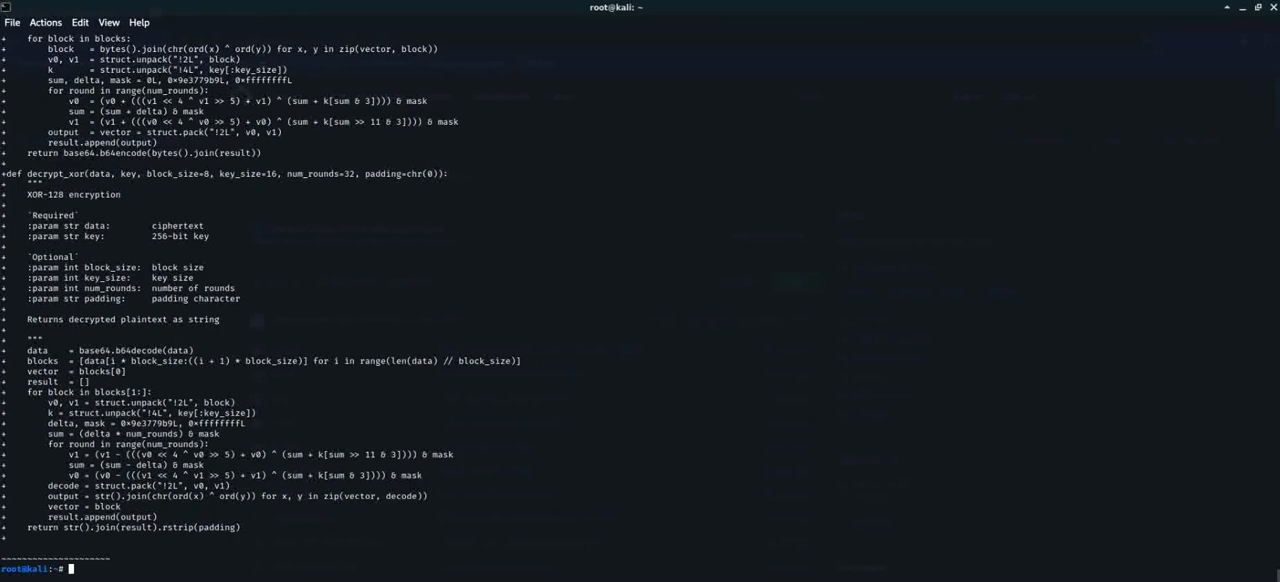 root@kali: ~
File Actions Edit View Help
+    for block in blocks:
+        block   = bytes().join(chr(ord(x) ^ ord(y)) for x, y in zip(vector, block))
+        v0, v1 = struct.unpack("!2L", block)
+        k       = struct.unpack("!4L", key[:key_size])
+        sum, delta, mask = 0L, 0×9e3779b9L, 0×ffffffffL
+        for round in range(num_rounds):
+            v0  = (v0 + (((v1 << 4 ^ v1 >> 5) + v1) ^ (sum + k[sum & 3]))) & mask
+            sum = (sum + delta) & mask
+            v1  = (v1 + (((v0 << 4 ^ v0 >> 5) + v0) ^ (sum + k[sum >> 11 & 3]))) & mask
+        output  = vector = struct.pack("!2L", v0, v1)
+        result.append(output)
+    return base64.b64encode(bytes().join(result))
+
+def decrypt_xor(data, key, block_size=8, key_size=16, num_rounds=32, padding=chr(0)):
+    """
+    XOR-128 encryption
+
+    `Required`
+    :param str data:        ciphertext
+    :param str key:         256-bit key
+
+    `Optional`
+    :param int block_size:  block size
+    :param int key_size:    key size
+    :param int num_rounds:  number of rounds
+    :param str padding:     padding character
+
+    Returns decrypted plaintext as string
+
+    """
+    data    = base64.b64decode(data)
+    blocks  = [data[i * block_size:((i + 1) * block_size)] for i in range(len(data) // block_size)]
+    vector  = blocks[0]
+    result  = []
+    for block in blocks[1:]:
+        v0, v1 = struct.unpack("!2L", block)
+        k = struct.unpack("!4L", key[:key_size])
+        delta, mask = 0×9e3779b9L, 0×ffffffffL
+        sum = (delta * num_rounds) & mask
+        for round in range(num_rounds):
+            v1 = (v1 - (((v0 << 4 ^ v0 >> 5) + v0) ^ (sum + k[sum >> 11 & 3]))) & mask
+            sum = (sum - delta) & mask
+            v0 = (v0 - (((v1 << 4 ^ v1 >> 5) + v1) ^ (sum + k[sum & 3]))) & mask
+        decode = struct.pack("!2L", v0, v1)
+        output = str().join(chr(ord(x) ^ ord(y)) for x, y in zip(vector, decode))
+        vector = block
+        result.append(output)
+    return str().join(result).rstrip(padding)
+
~~~~~~~~~~~~~~~~~~~~~
root@kali:~#